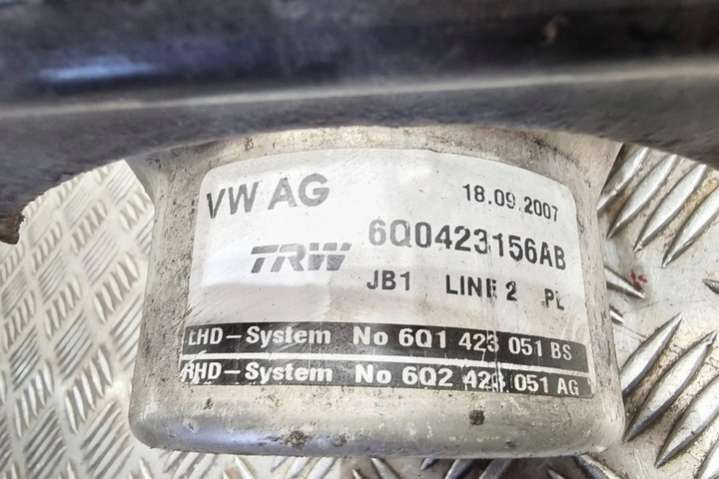 VW AG 18.09.2007
TRW 6Q0423156AB
JB1 LINE 2 PL
LHD-System No 6Q1 423 051 BS
RHD-System No 6Q2 423 051 AG